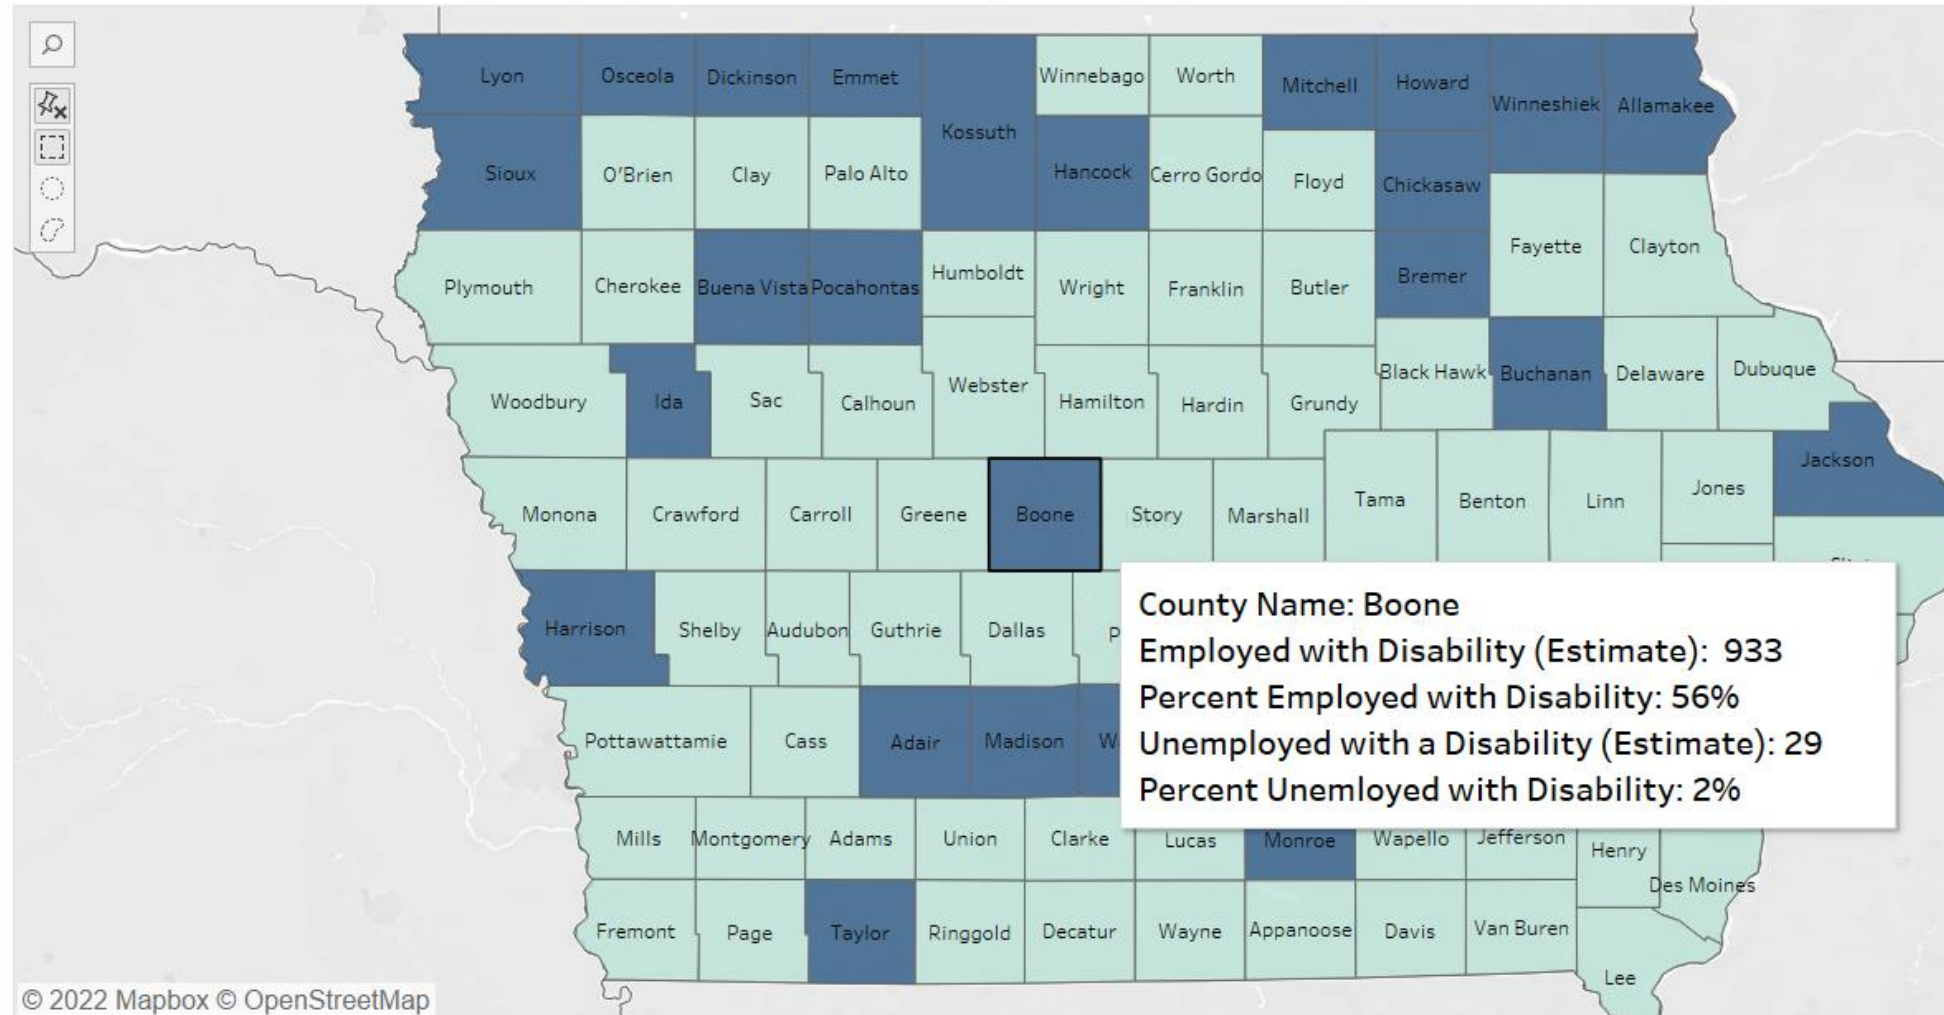 Lyon
Osceola
Dickinson
Emmet
Kossuth
Winnebago
Worth
Mitchell
Howard
Winneshiek
Allamakee
Sioux
O'Brien
Clay
Palo Alto
Hancock
Cerro Gordo
Floyd
Chickasaw
Fayette
Clayton
Plymouth
Cherokee
Buena Vista
Pocahontas
Humboldt
Wright
Franklin
Butler
Bremer
Woodbury
Ida
Sac
Calhoun
Webster
Hamilton
Hardin
Grundy
Black Hawk
Buchanan
Delaware
Dubuque
Jackson
Monona
Crawford
Carroll
Greene
Boone
Story
Marshall
Tama
Benton
Linn
Jones
Harrison
Shelby
Audubon
Guthrie
Dallas
County Name: Boone
Employed with Disability (Estimate): 933
Percent Employed with Disability: 56%
Unemployed with a Disability (Estimate): 29
Percent Unemloyed with Disability: 2%
Pottawattamie
Cass
Adair
Madison
Mills
Montgomery
Adams
Union
Clarke
Lucas
Monroe
Wapello
Jefferson
Henry
Des Moines
Fremont
Page
Taylor
Ringgold
Decatur
Wayne
Appanoose
Davis
Van Buren
Lee
© 2022 Mapbox © OpenStreetMap